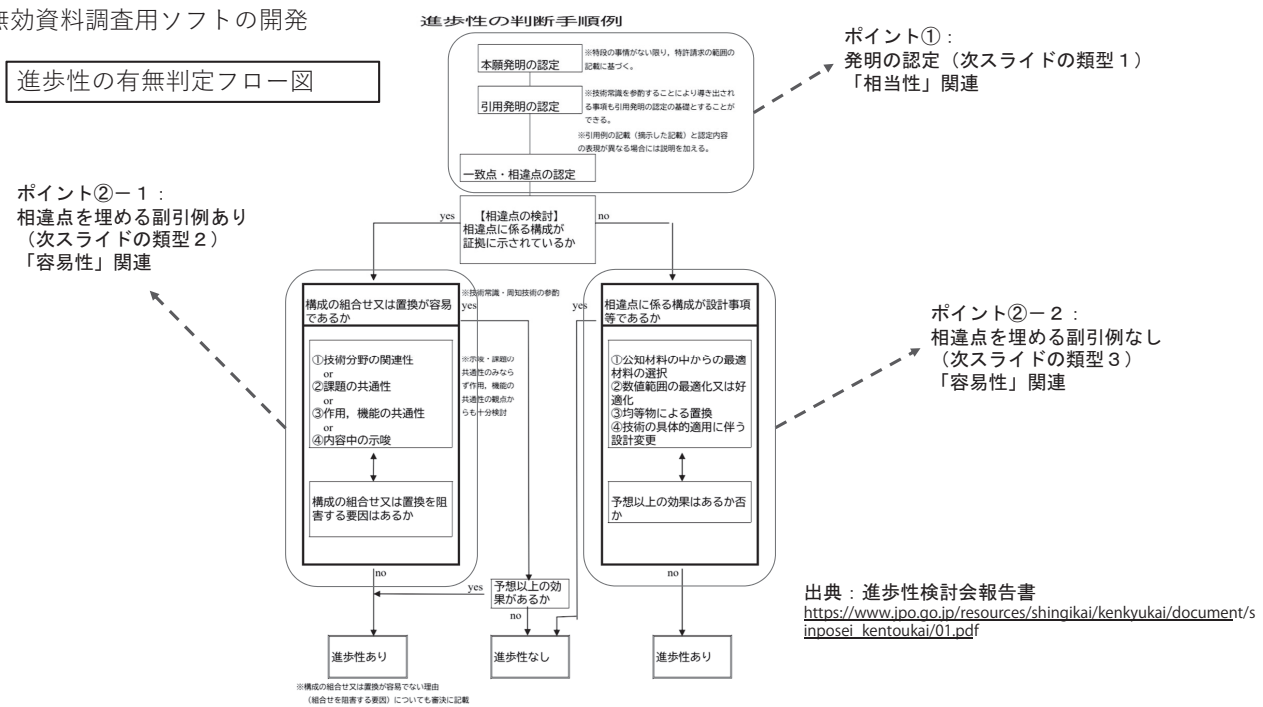 無効資料調査用ソフトの開発
進歩性の有無判定フロー図
進歩性の判断手順例
本願発明の認定
※特段の事情がない限り，特許請求の範囲の
記載に基づく。
引用発明の認定
※技術常識を参酌することにより導き出され
る事項も引用発明の認定の基礎とすることが
できる。
※引用例の記載（摘示した記載）と認定内容
の表現が異なる場合には説明を加える。
一致点・相違点の認定
ポイント①：
発明の認定（次スライドの類型１）
「相当性」関連
ポイント②－１：
相違点を埋める副引例あり
（次スライドの類型２）
「容易性」関連
yes
【相違点の検討】
相違点に係る構成が
証拠に示されているか
no
構成の組合せ又は置換が容易
であるか
※技術常識・周知技術の参酌
yes
①技術分野の関連性
or
②課題の共通性
or
③作用，機能の共通性
or
④内容中の示唆
※示唆・課題の
共通性のみなら
ず作用，機能の
共通性の観点か
らも十分検討
構成の組合せ又は置換を阻
害する要因はあるか
yes
相違点に係る構成が設計事項
等であるか
①公知材料の中からの最適
材料の選択
②数値範囲の最適化又は好
適化
③均等物による置換
④技術の具体的適用に伴う
設計変更
予想以上の効果はあるか否
か
ポイント②－２：
相違点を埋める副引例なし
（次スライドの類型３）
「容易性」関連
no
yes
予想以上の効
果があるか
no
no
進歩性あり
進歩性なし
進歩性あり
※構成の組合せ又は置換が容易でない理由
（組合せを阻害する要因）についても審決に記載
出典：進歩性検討会報告書
https://www.jpo.go.jp/resources/shingikai/kenkyukai/document/s
inposei_kentoukai/01.pdf